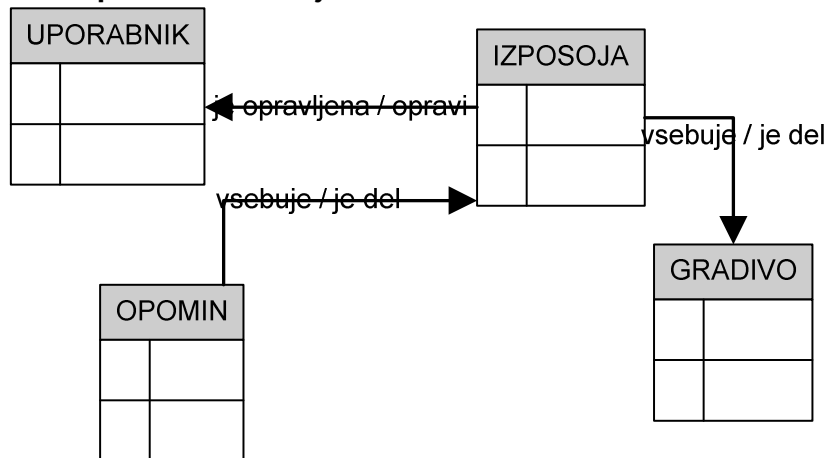 UPORABNIK
IZPOSOJA
je opravljena / opravi
vsebuje / je del
vsebuje / je del
GRADIVO
OPOMIN